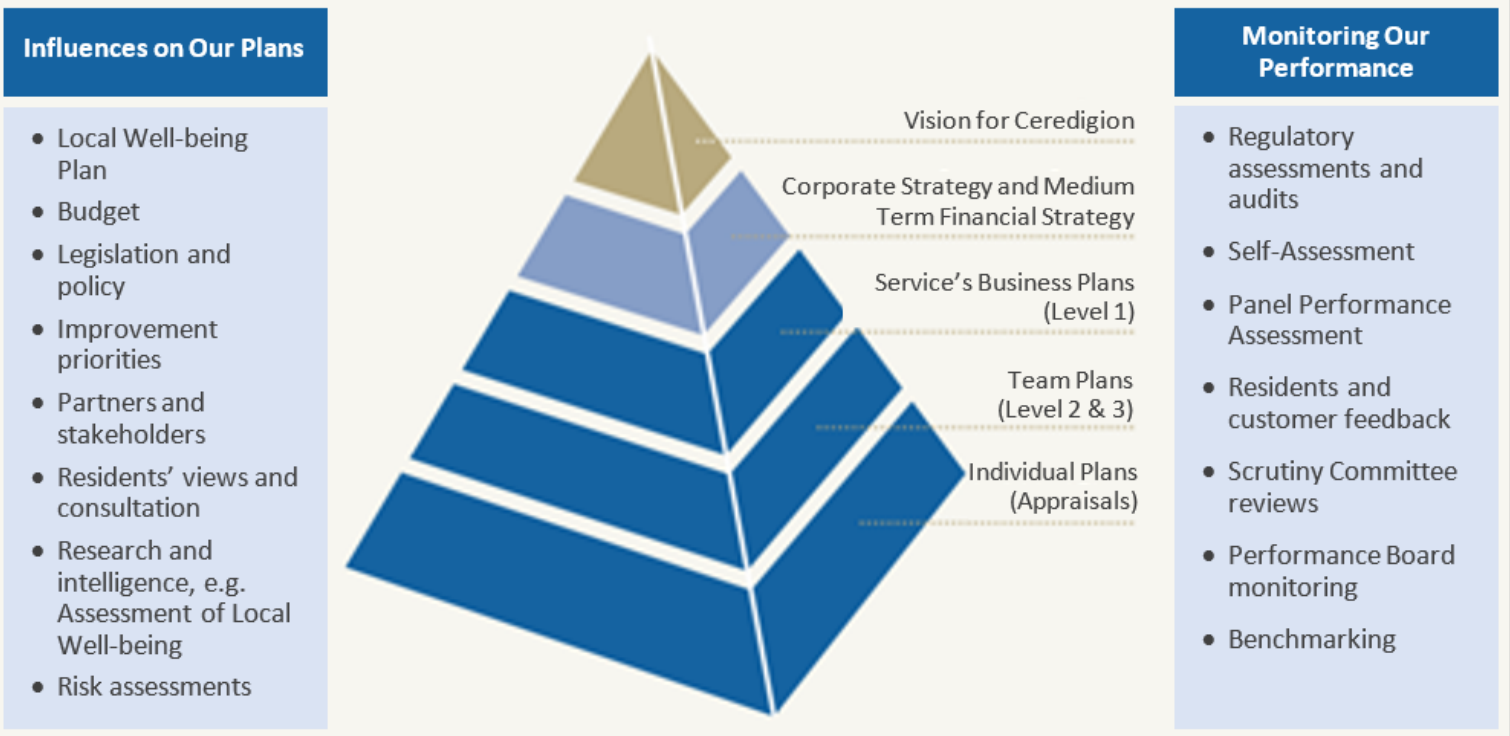 Influences on Our Plans
• Local Well-being
Plan
• Budget
• Legislation and
policy
• Improvement
priorities
• Partners and
stakeholders
• Residents’ views and
consultation
• Research and
intelligence, e.g.
Assessment of Local
Well-being
• Risk assessments
Vision for Ceredigion
Corporate Strategy and Medium
Term Financial Strategy
Service’s Business Plans
(Level 1)
Team Plans
(Level 2 & 3)
Individual Plans
(Appraisals)
Monitoring Our
Performance
• Regulatory
assessments and
audits
• Self-Assessment
• Panel Performance
Assessment
• Residents and
customer feedback
• Scrutiny Committee
reviews
• Performance Board
monitoring
• Benchmarking